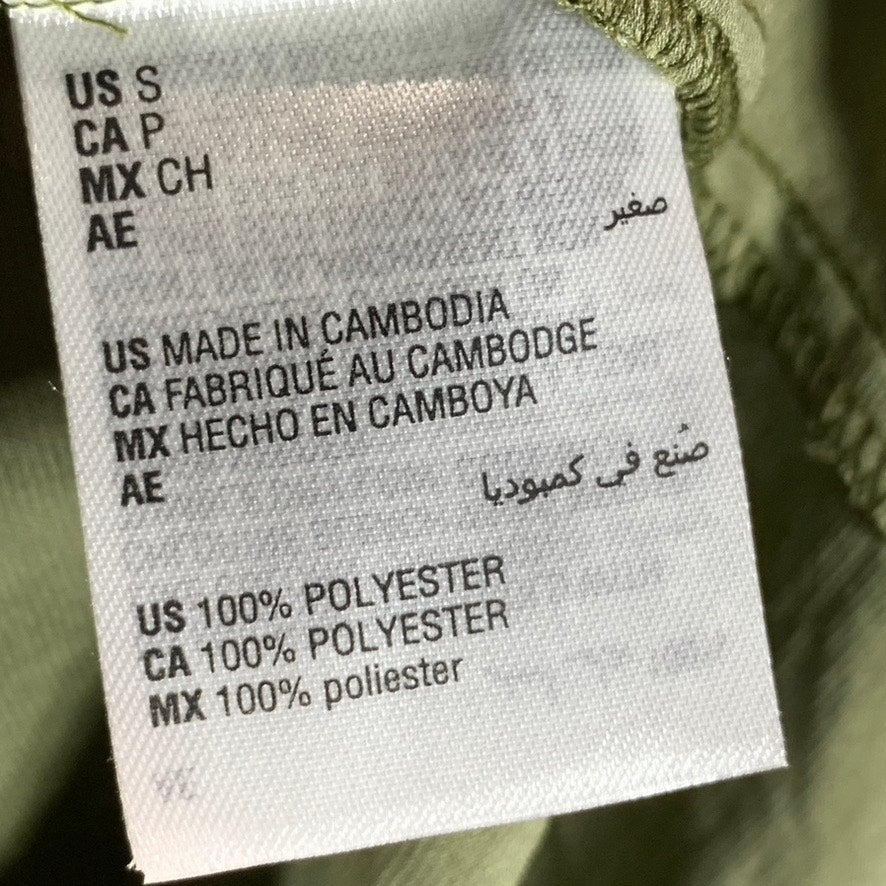 US S
CA P
MX CH
AE صغير
US MADE IN CAMBODIA
CA FABRIQUÉ AU CAMBODGE
MX HECHO EN CAMBOYA
AE صُنع في كمبوديا
US 100% POLYESTER
CA 100% POLYESTER
MX 100% poliester